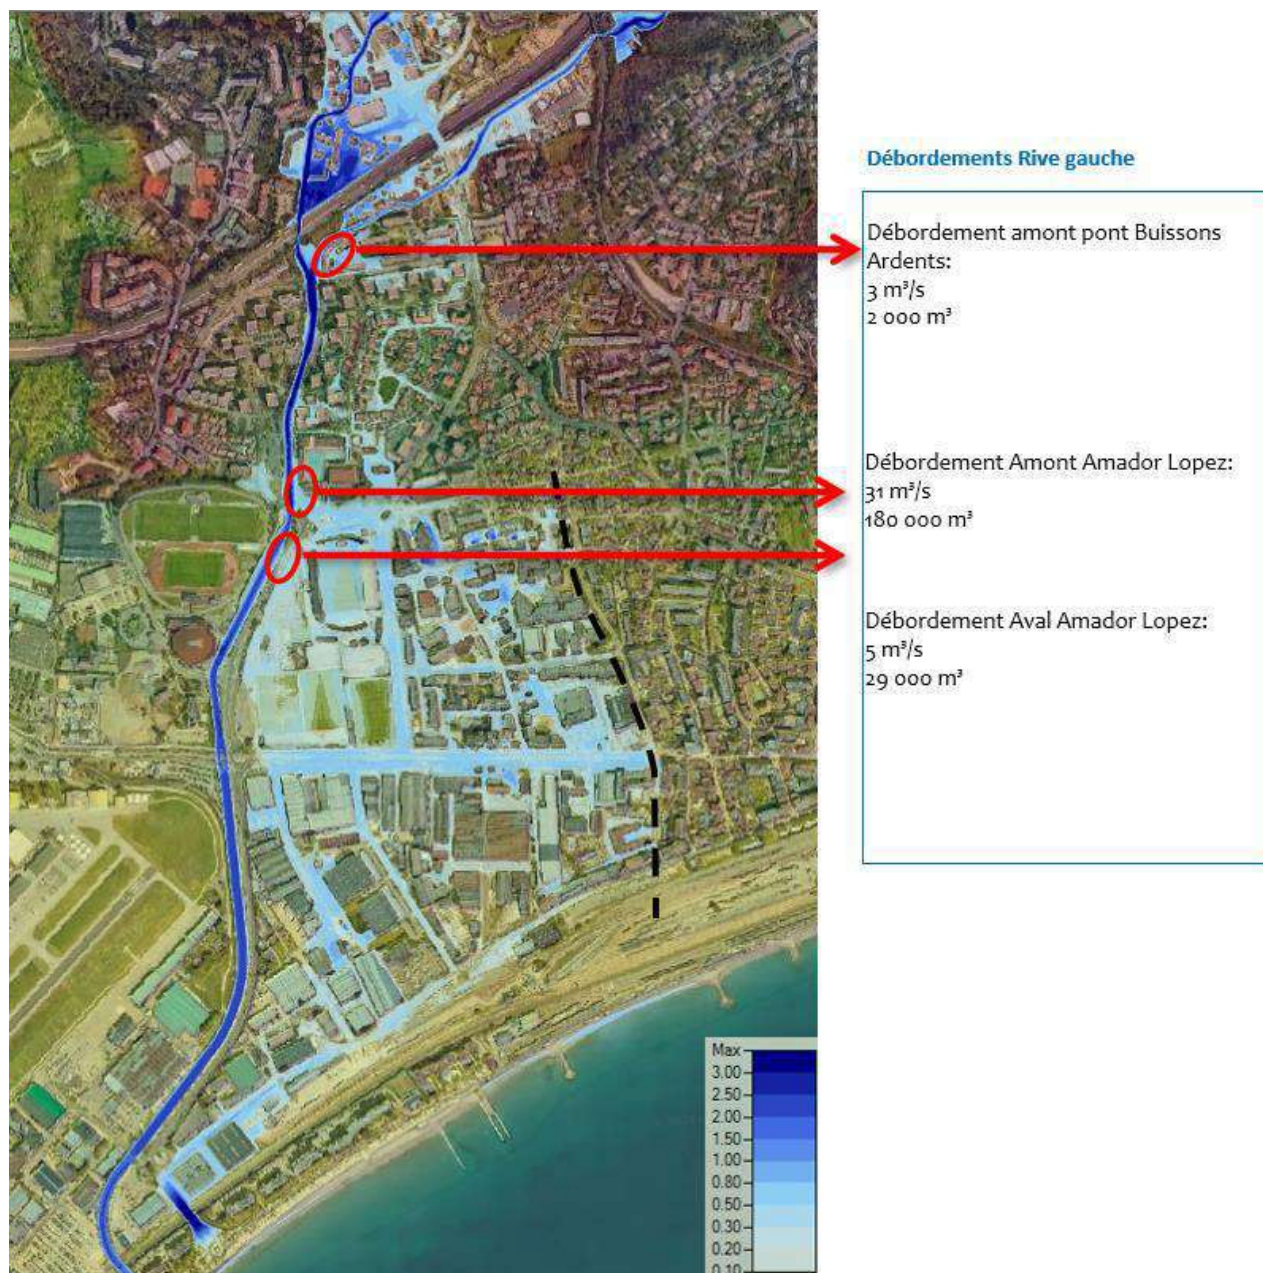 Débordements Rive gauche
Débordement amont pont Buissons
Ardents:
3 m³/s
2 000 m³
Débordement Amont Amador Lopez:
31 m³/s
180 000 m³
Débordement Aval Amador Lopez:
5 m³/s
29 000 m³
Max
3.00
2.50
2.00
1.50
1.00
0.80
0.50
0.30
0.20
0.10